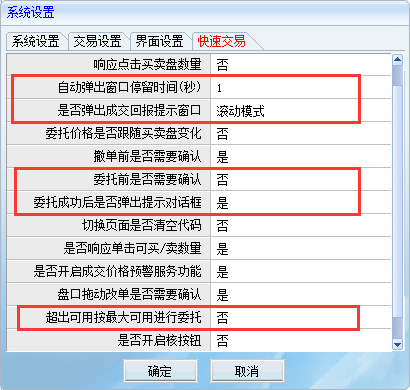 系统设置
系统设置 交易设置 界面设置 快速交易
响应点击买卖盘数量 否
自动弹出窗口停留时间(秒) 1
是否弹出成交回报提示窗口 滚动模式
委托价格是否跟随买卖盘变化 否
撤单前是否需要确认 是
委托前是否需要确认 否
委托成功后是否弹出提示对话框 是
切换页面是否清空代码 否
是否响应单击可买/卖数量 是
是否开启成交价格预警服务功能 是
盘口拖动改单是否需要确认 是
超出可用按最大可用进行委托 否
是否开启核按钮 否
确定 取消